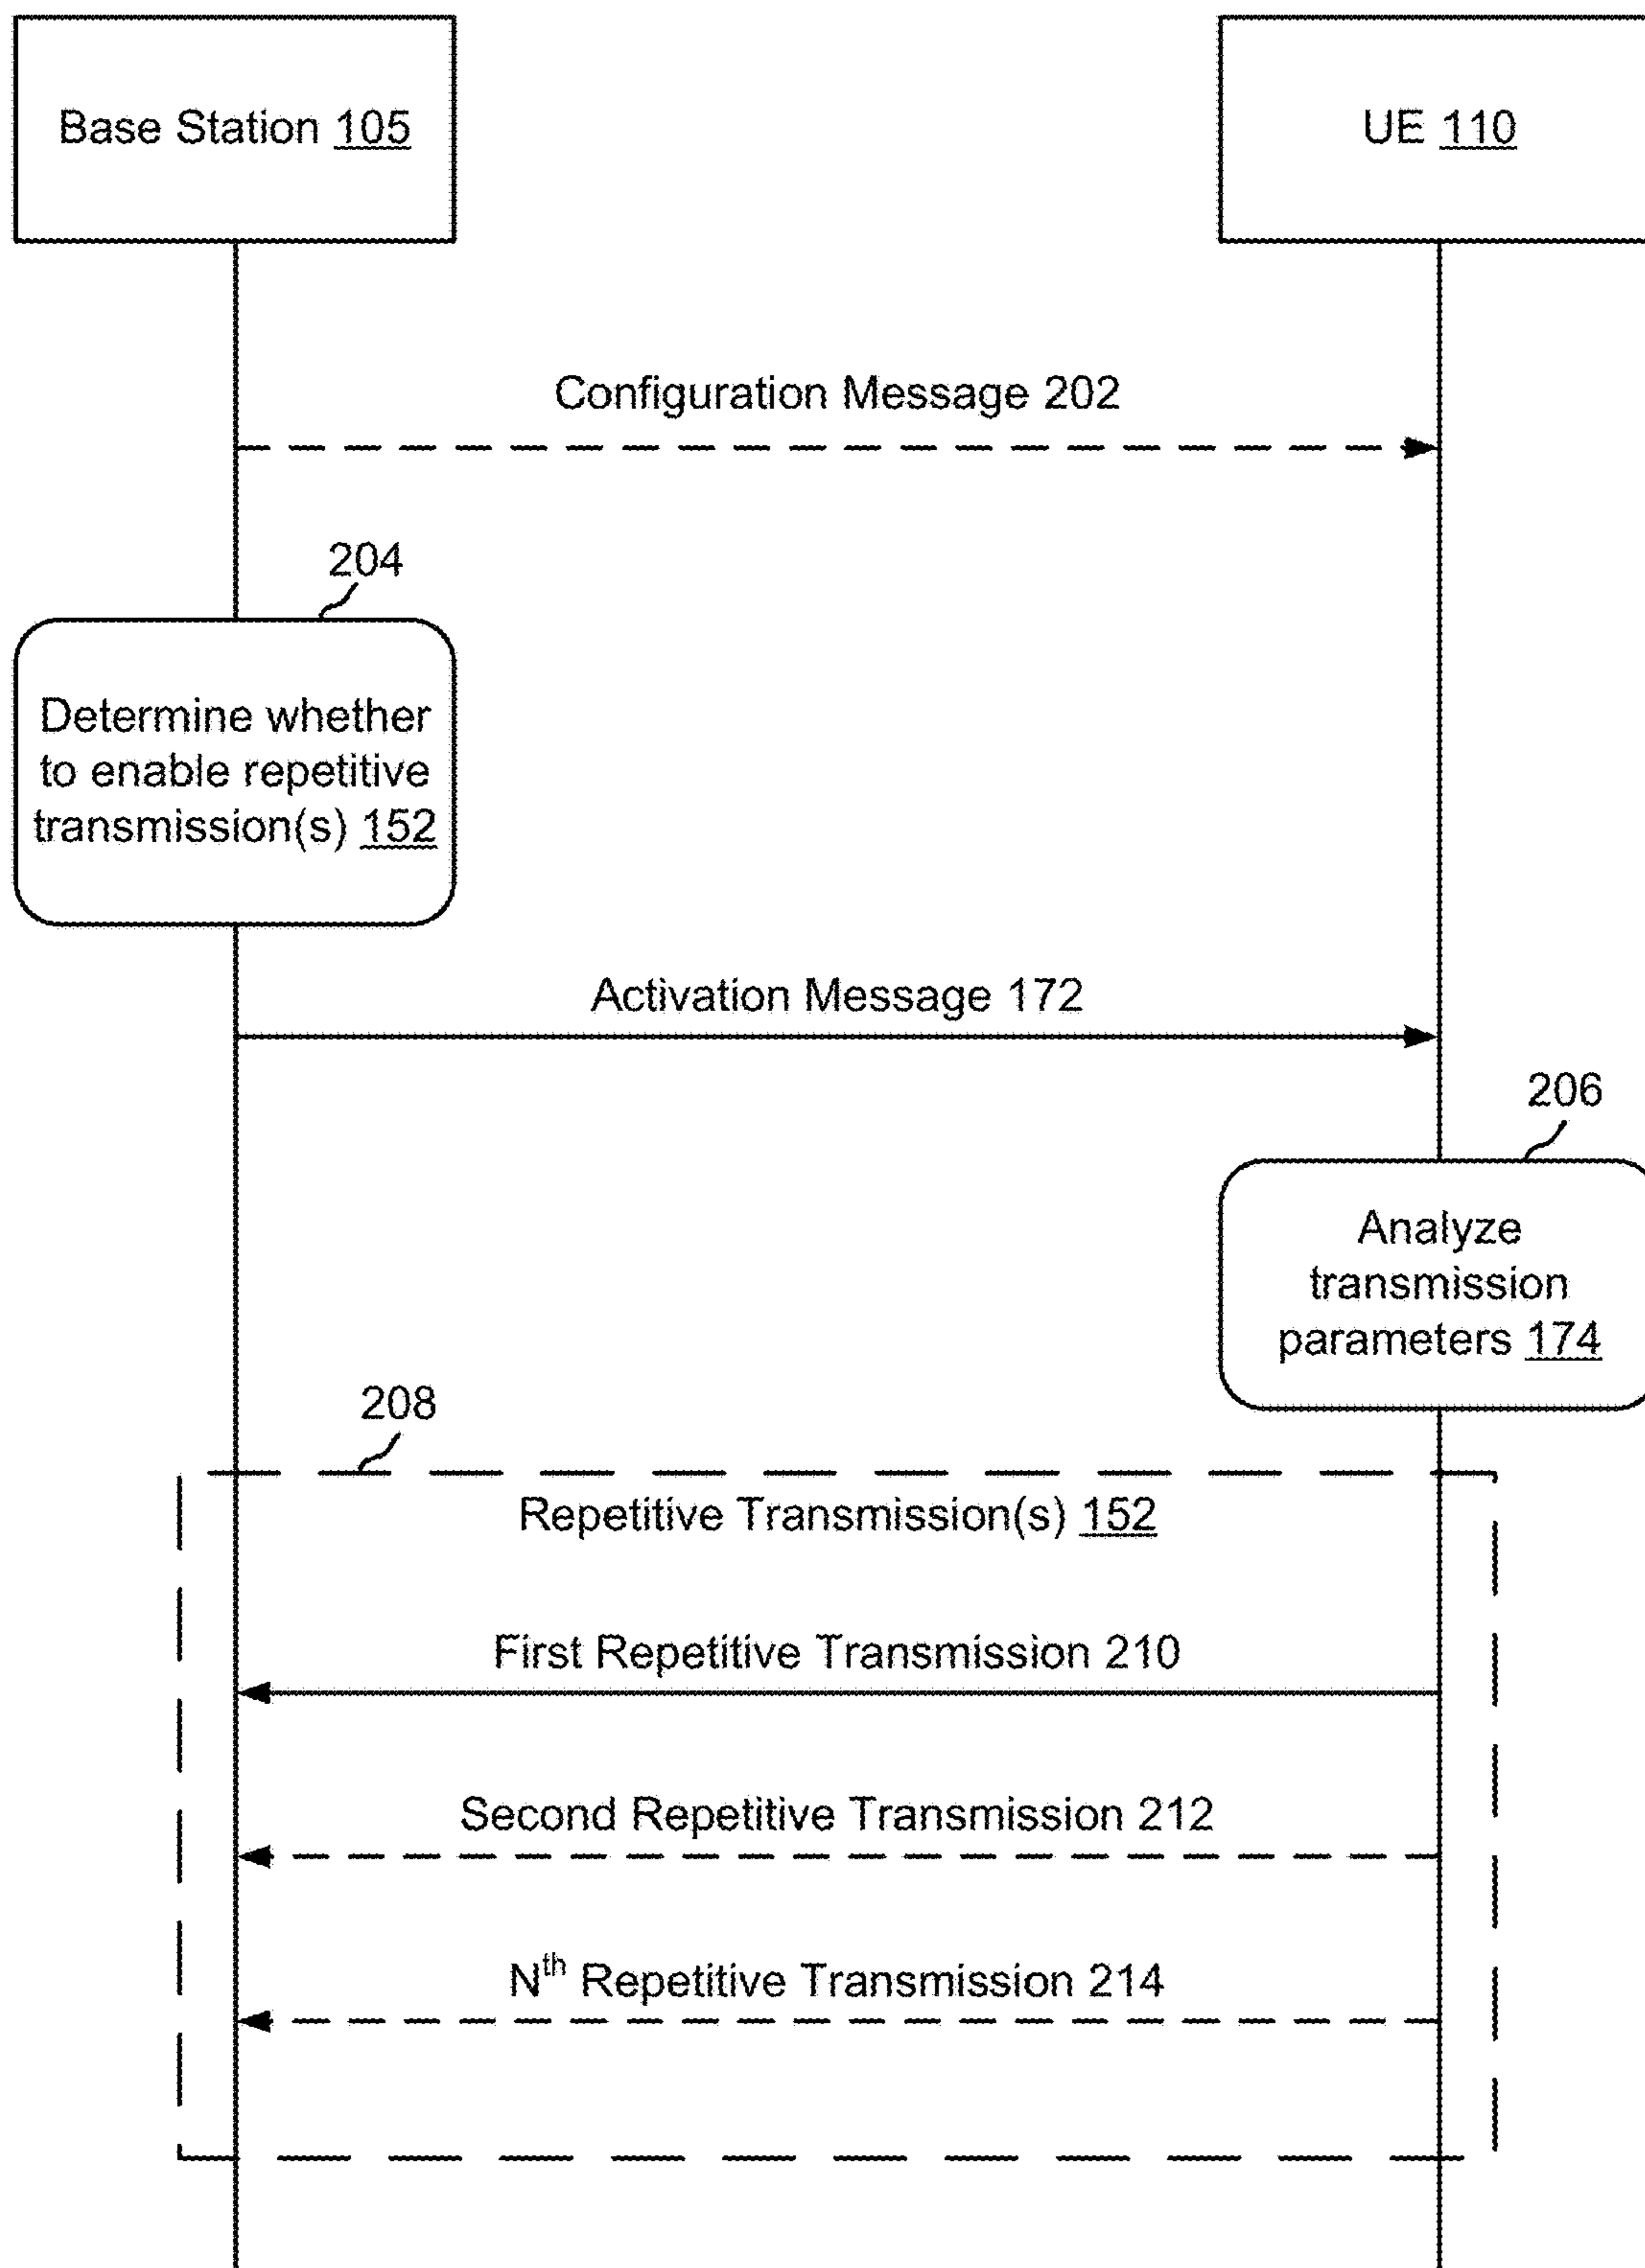 Base Station 105
UE 110
Configuration Message 202
204
Determine whether
to enable repetitive
transmission(s) 152
Activation Message 172
206
Analyze
transmission
parameters 174
208
Repetitive Transmission(s) 152
First Repetitive Transmission 210
Second Repetitive Transmission 212
Nth Repetitive Transmission 214